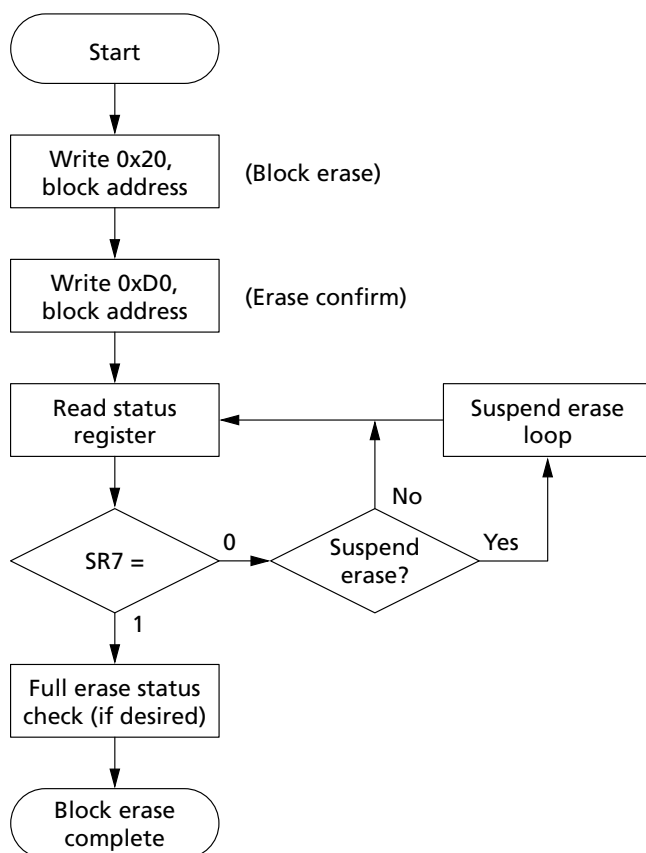 Start
Write 0x20,
block address
(Block erase)
Write 0xD0,
block address
(Erase confirm)
Read status
register
Suspend erase
loop
No
SR7 =
0
Suspend
erase?
Yes
1
Full erase status
check (if desired)
Block erase
complete